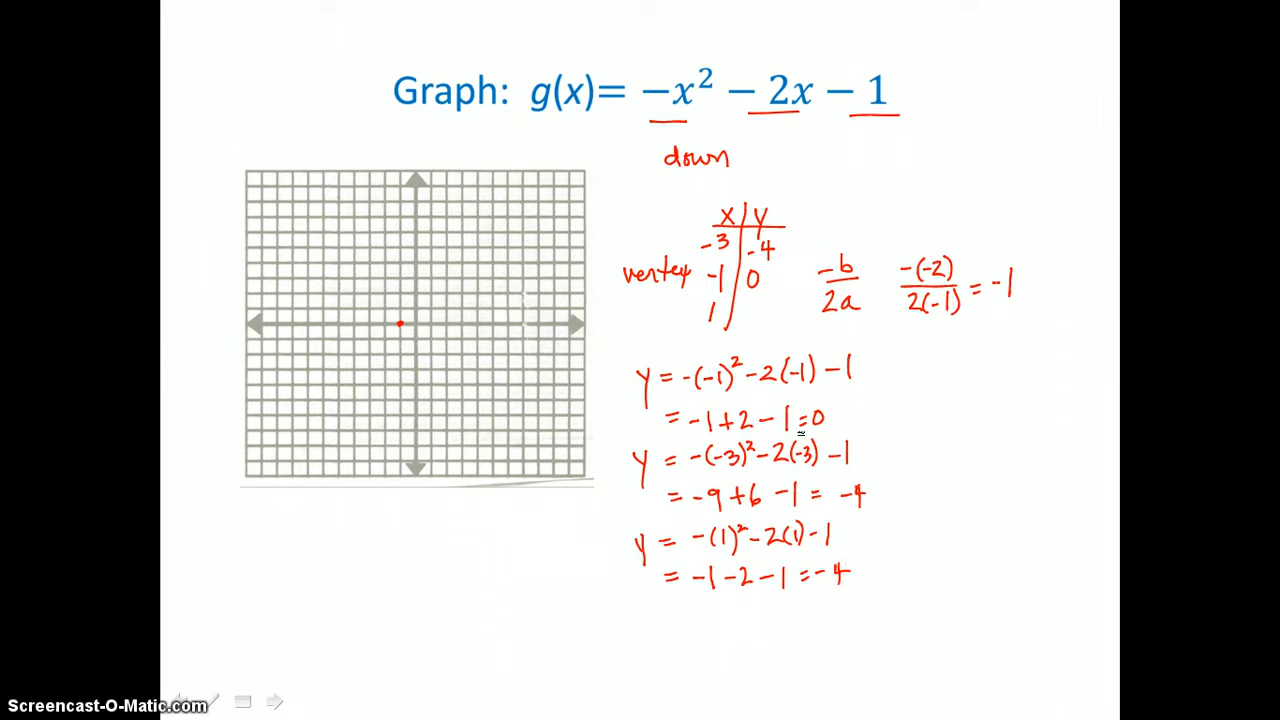 Graph: g(x)= −x² − 2x − 1
down
x y
-3 -4
vertex -1 0
1
-b/2a -(-2)/2(-1) = -1
y = -(-1)² -2(-1) -1
= -1+2-1=0
y = -(-3)² -2(-3) -1
= -9+6-1= -4
y = -(1)² -2(1) -1
= -1-2-1=-4
Screencast-O-Matic.com